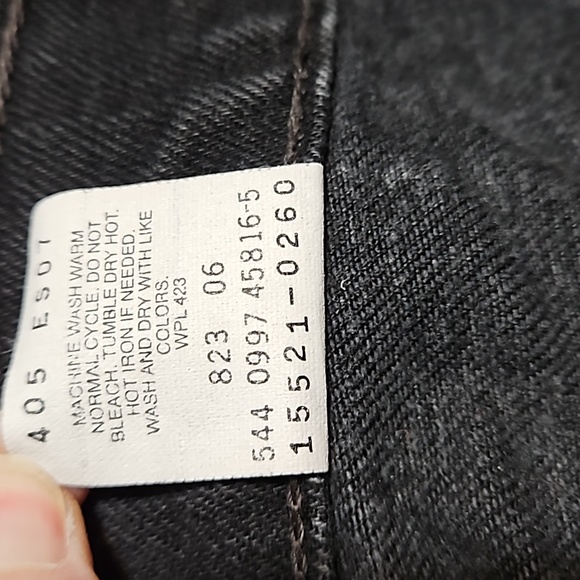 405 ES07
MACHINE WASH WARM
NORMAL CYCLE. DO NOT
BLEACH. TUMBLE DRY HOT.
HOT IRON IF NEEDED.
WASH AND DRY WITH LIKE
COLORS.
WPL 423
823 06
544 0997 45816-5
15521-0260